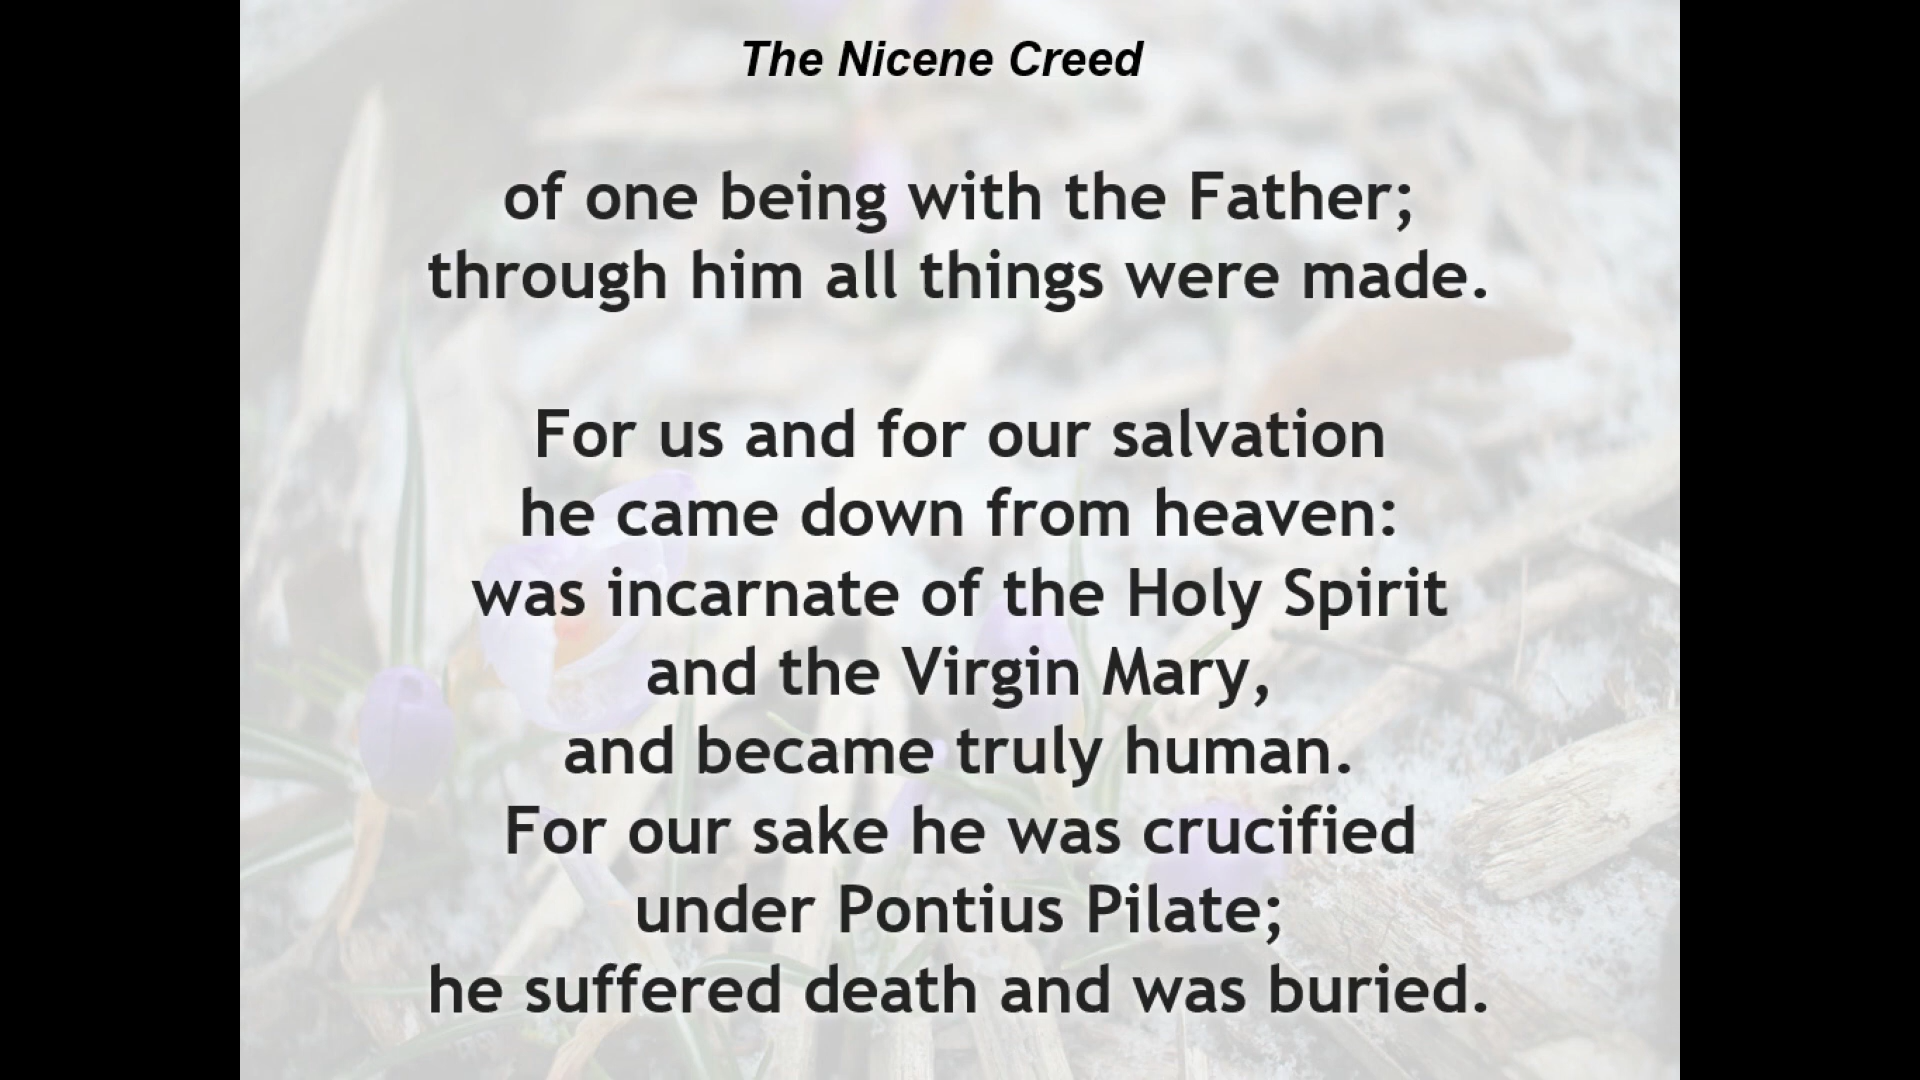 The Nicene Creed
of one being with the Father;
through him all things were made.
For us and for our salvation
he came down from heaven:
was incarnate of the Holy Spirit
and the Virgin Mary,
and became truly human.
For our sake he was crucified
under Pontius Pilate;
he suffered death and was buried.